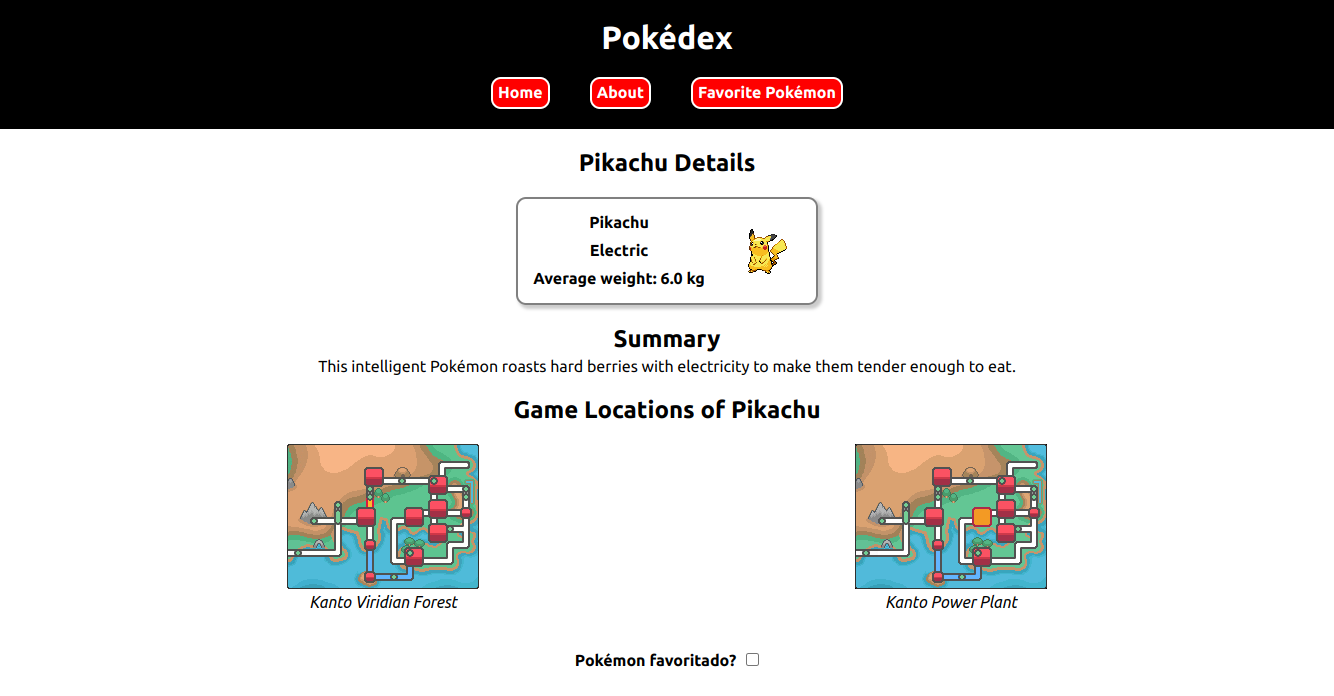 Pokédex
Home About Favorite Pokémon
Pikachu Details
Pikachu
Electric
Average weight: 6.0 kg
Summary
This intelligent Pokémon roasts hard berries with electricity to make them tender enough to eat.
Game Locations of Pikachu
Kanto Viridian Forest Kanto Power Plant
Pokémon favoritado?